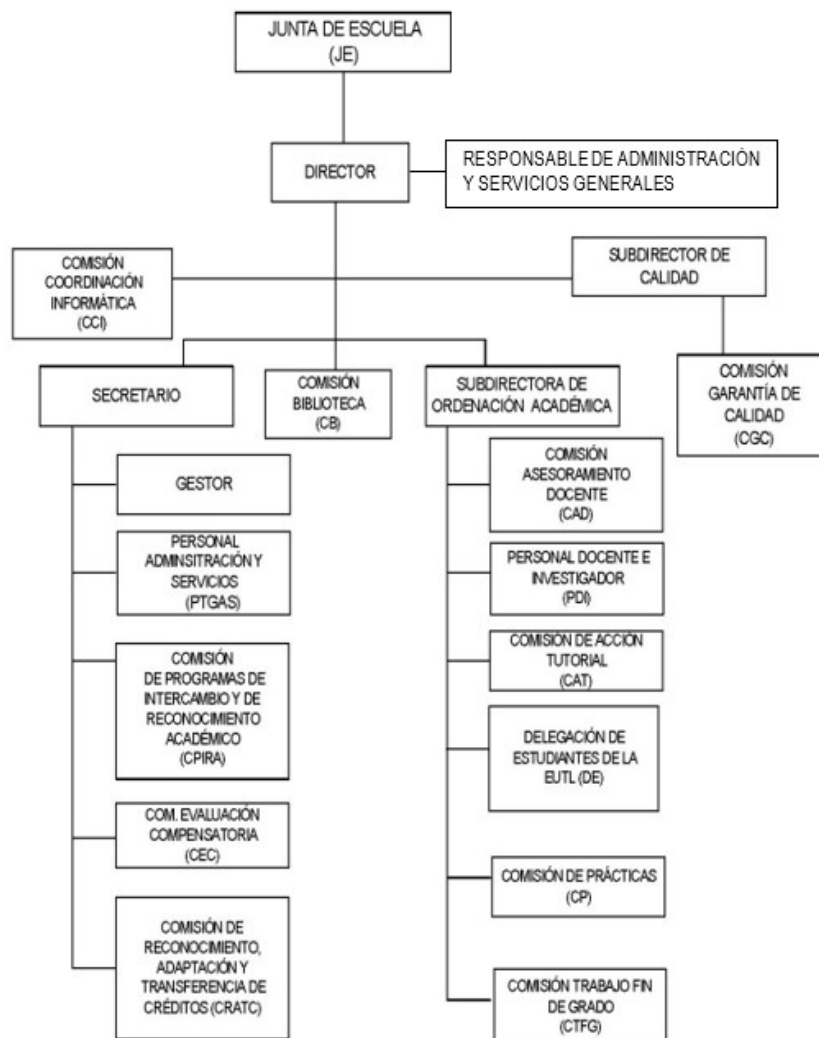 JUNTA DE ESCUELA
(JE)
DIRECTOR
RESPONSABLE DE ADMINISTRACIÓN
Y SERVICIOS GENERALES
COMISIÓN
COORDINACIÓN
INFORMÁTICA
(CCI)
SUBDIRECTOR DE
CALIDAD
SECRETARIO
COMISIÓN
BIBLIOTECA
(CB)
SUBDIRECTORA DE
ORDENACIÓN ACADÉMICA
COMISIÓN
GARANTÍA DE
CALIDAD
(CGC)
GESTOR
PERSONAL
ADMINSITRACIÓN Y
SERVICIOS
(PTGAS)
COMISIÓN
DE PROGRAMAS DE
INTERCAMBIO Y DE
RECONOCIMIENTO
ACADÉMICO
(CPIRA)
COM. EVALUACIÓN
COMPENSATORIA
(CEC)
COMISIÓN DE
RECONOCIMIENTO,
ADAPTACIÓN Y
TRANSFERENCIA DE
CRÉDITOS (CRATC)
COMISIÓN
ASESORAMIENTO
DOCENTE
(CAD)
PERSONAL DOCENTE E
INVESTIGADOR
(PDI)
COMISIÓN DE ACCIÓN
TUTORIAL
(CAT)
DELEGACIÓN DE
ESTUDIANTES DE LA
EUTL (DE)
COMISIÓN DE PRÁCTICAS
(CP)
COMISIÓN TRABAJO FIN
DE GRADO
(CTFG)